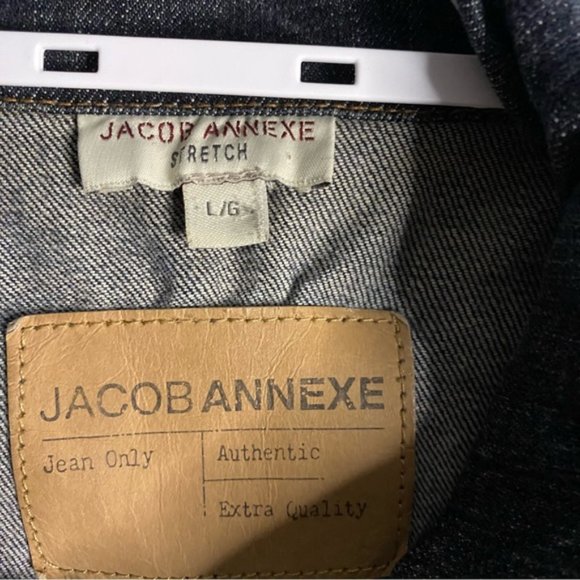 JACOB ANNEXE
STRETCH
L/G
JACOB ANNEXE
Jean Only
Authentic
Extra Quality